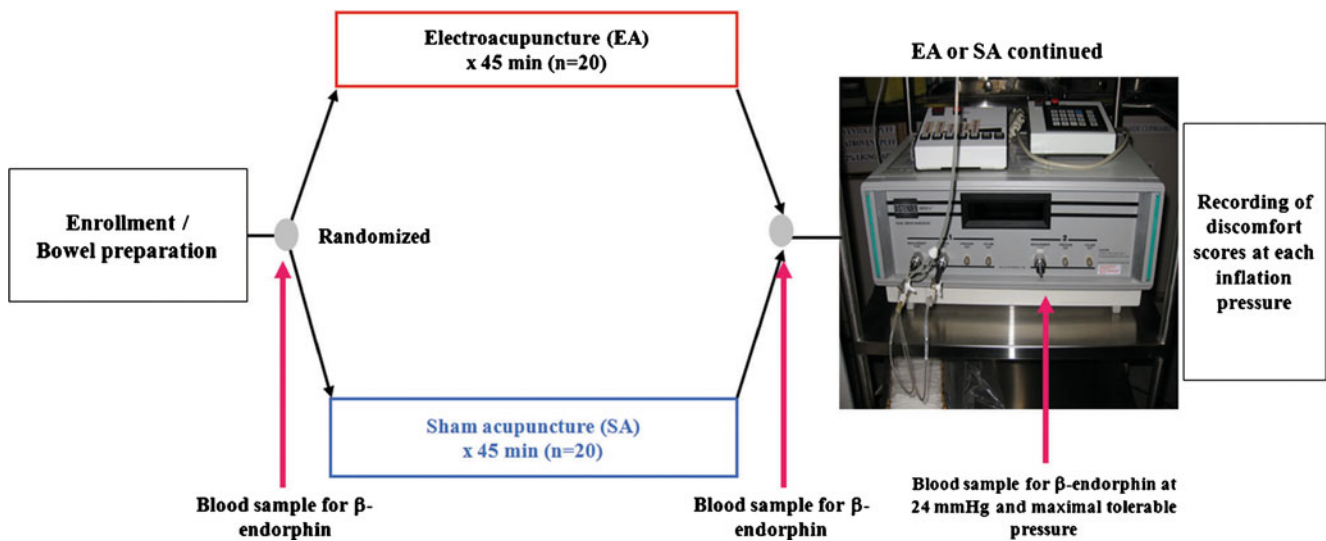 Electroacupuncture (EA)
x 45 min (n=20)
EA or SA continued
Enrollment /
Bowel preparation
Randomized
Recording of
discomfort
scores at each
inflation
pressure
Sham acupuncture (SA)
x 45 min (n=20)
Blood sample for β-
endorphin
Blood sample for β-
endorphin
Blood sample for β-endorphin at
24 mmHg and maximal tolerable
pressure
1
2